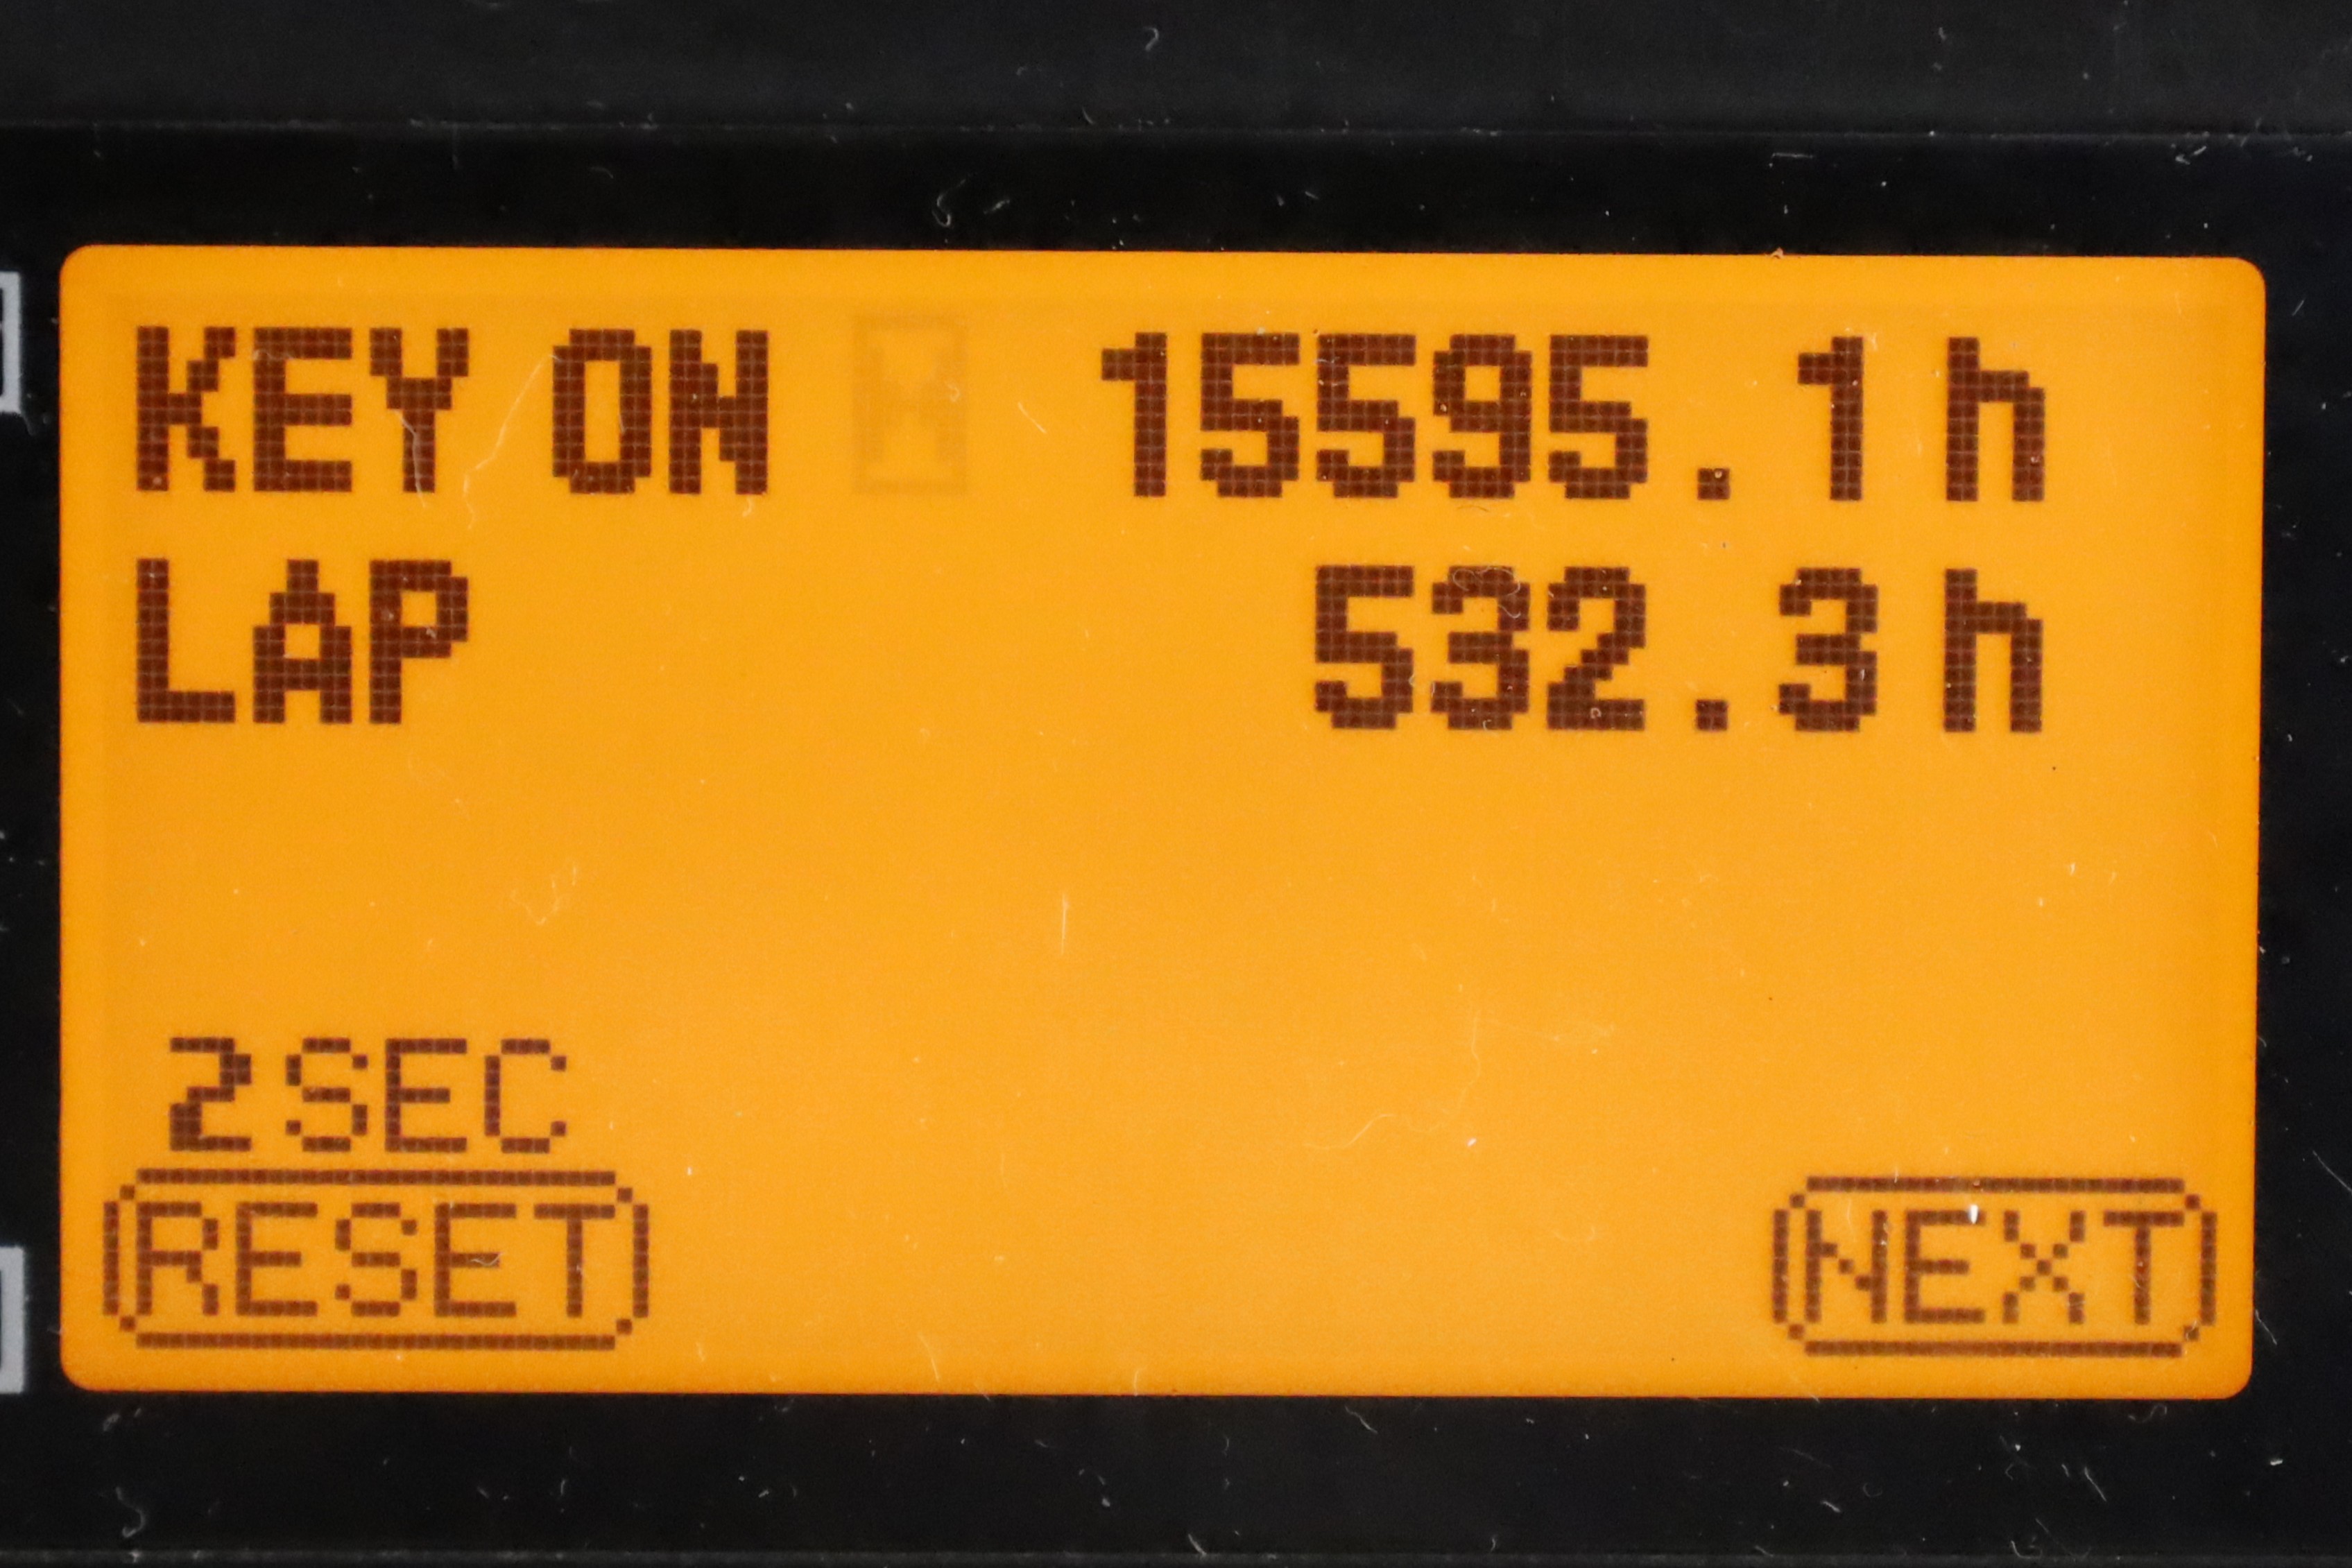 KEY ON 15595.1h
LAP 532.3h
2SEC
RESET NEXT